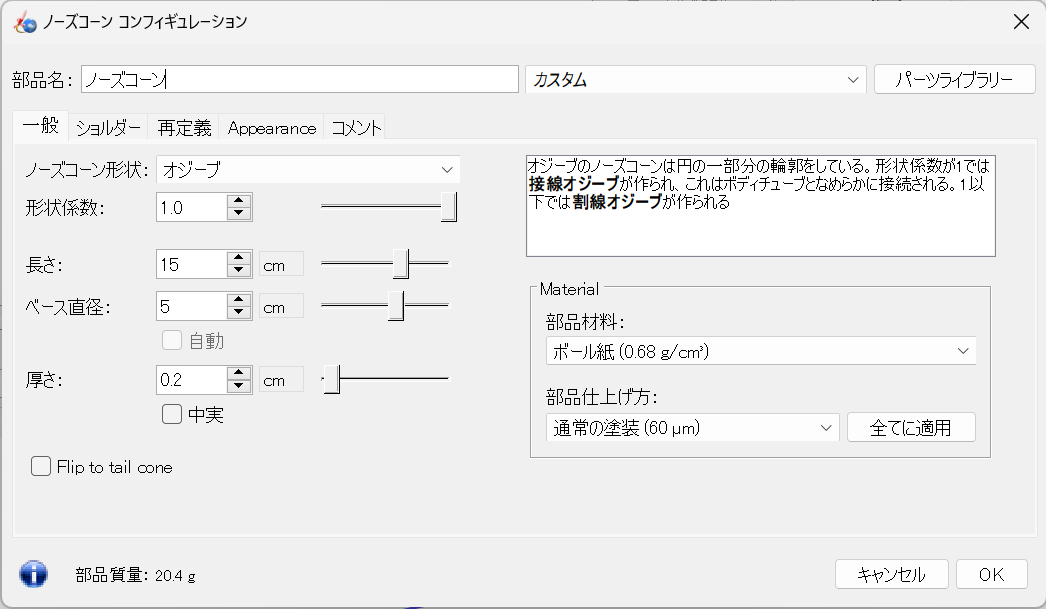 ノーズコーン コンフィギュレーション
部品名: ノーズコーン カスタム パーツライブラリー
一般 ショルダー 再定義 Appearance コメント
ノーズコーン形状: オジーブ
形状係数: 1.0
長さ: 15 cm
ベース直径: 5 cm
自動
厚さ: 0.2 cm
中実
Flip to tail cone
オジーブのノーズコーンは円の一部分の輪郭をしている。形状係数が1では
接線オジーブが作られ、これはボディチューブとなめらかに接続される。1以
下では割線オジーブが作られる
Material
部品材料:
ボール紙 (0.68 g/cm³)
部品仕上げ方:
通常の塗装 (60 μm) 全てに適用
部品質量: 20.4 g キャンセル OK